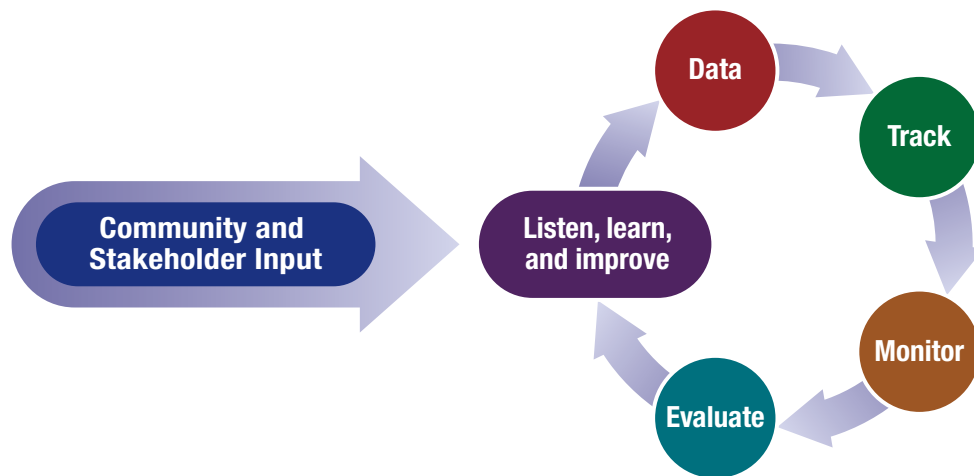 Community and
Stakeholder Input
Listen, learn,
and improve
Data
Track
Monitor
Evaluate